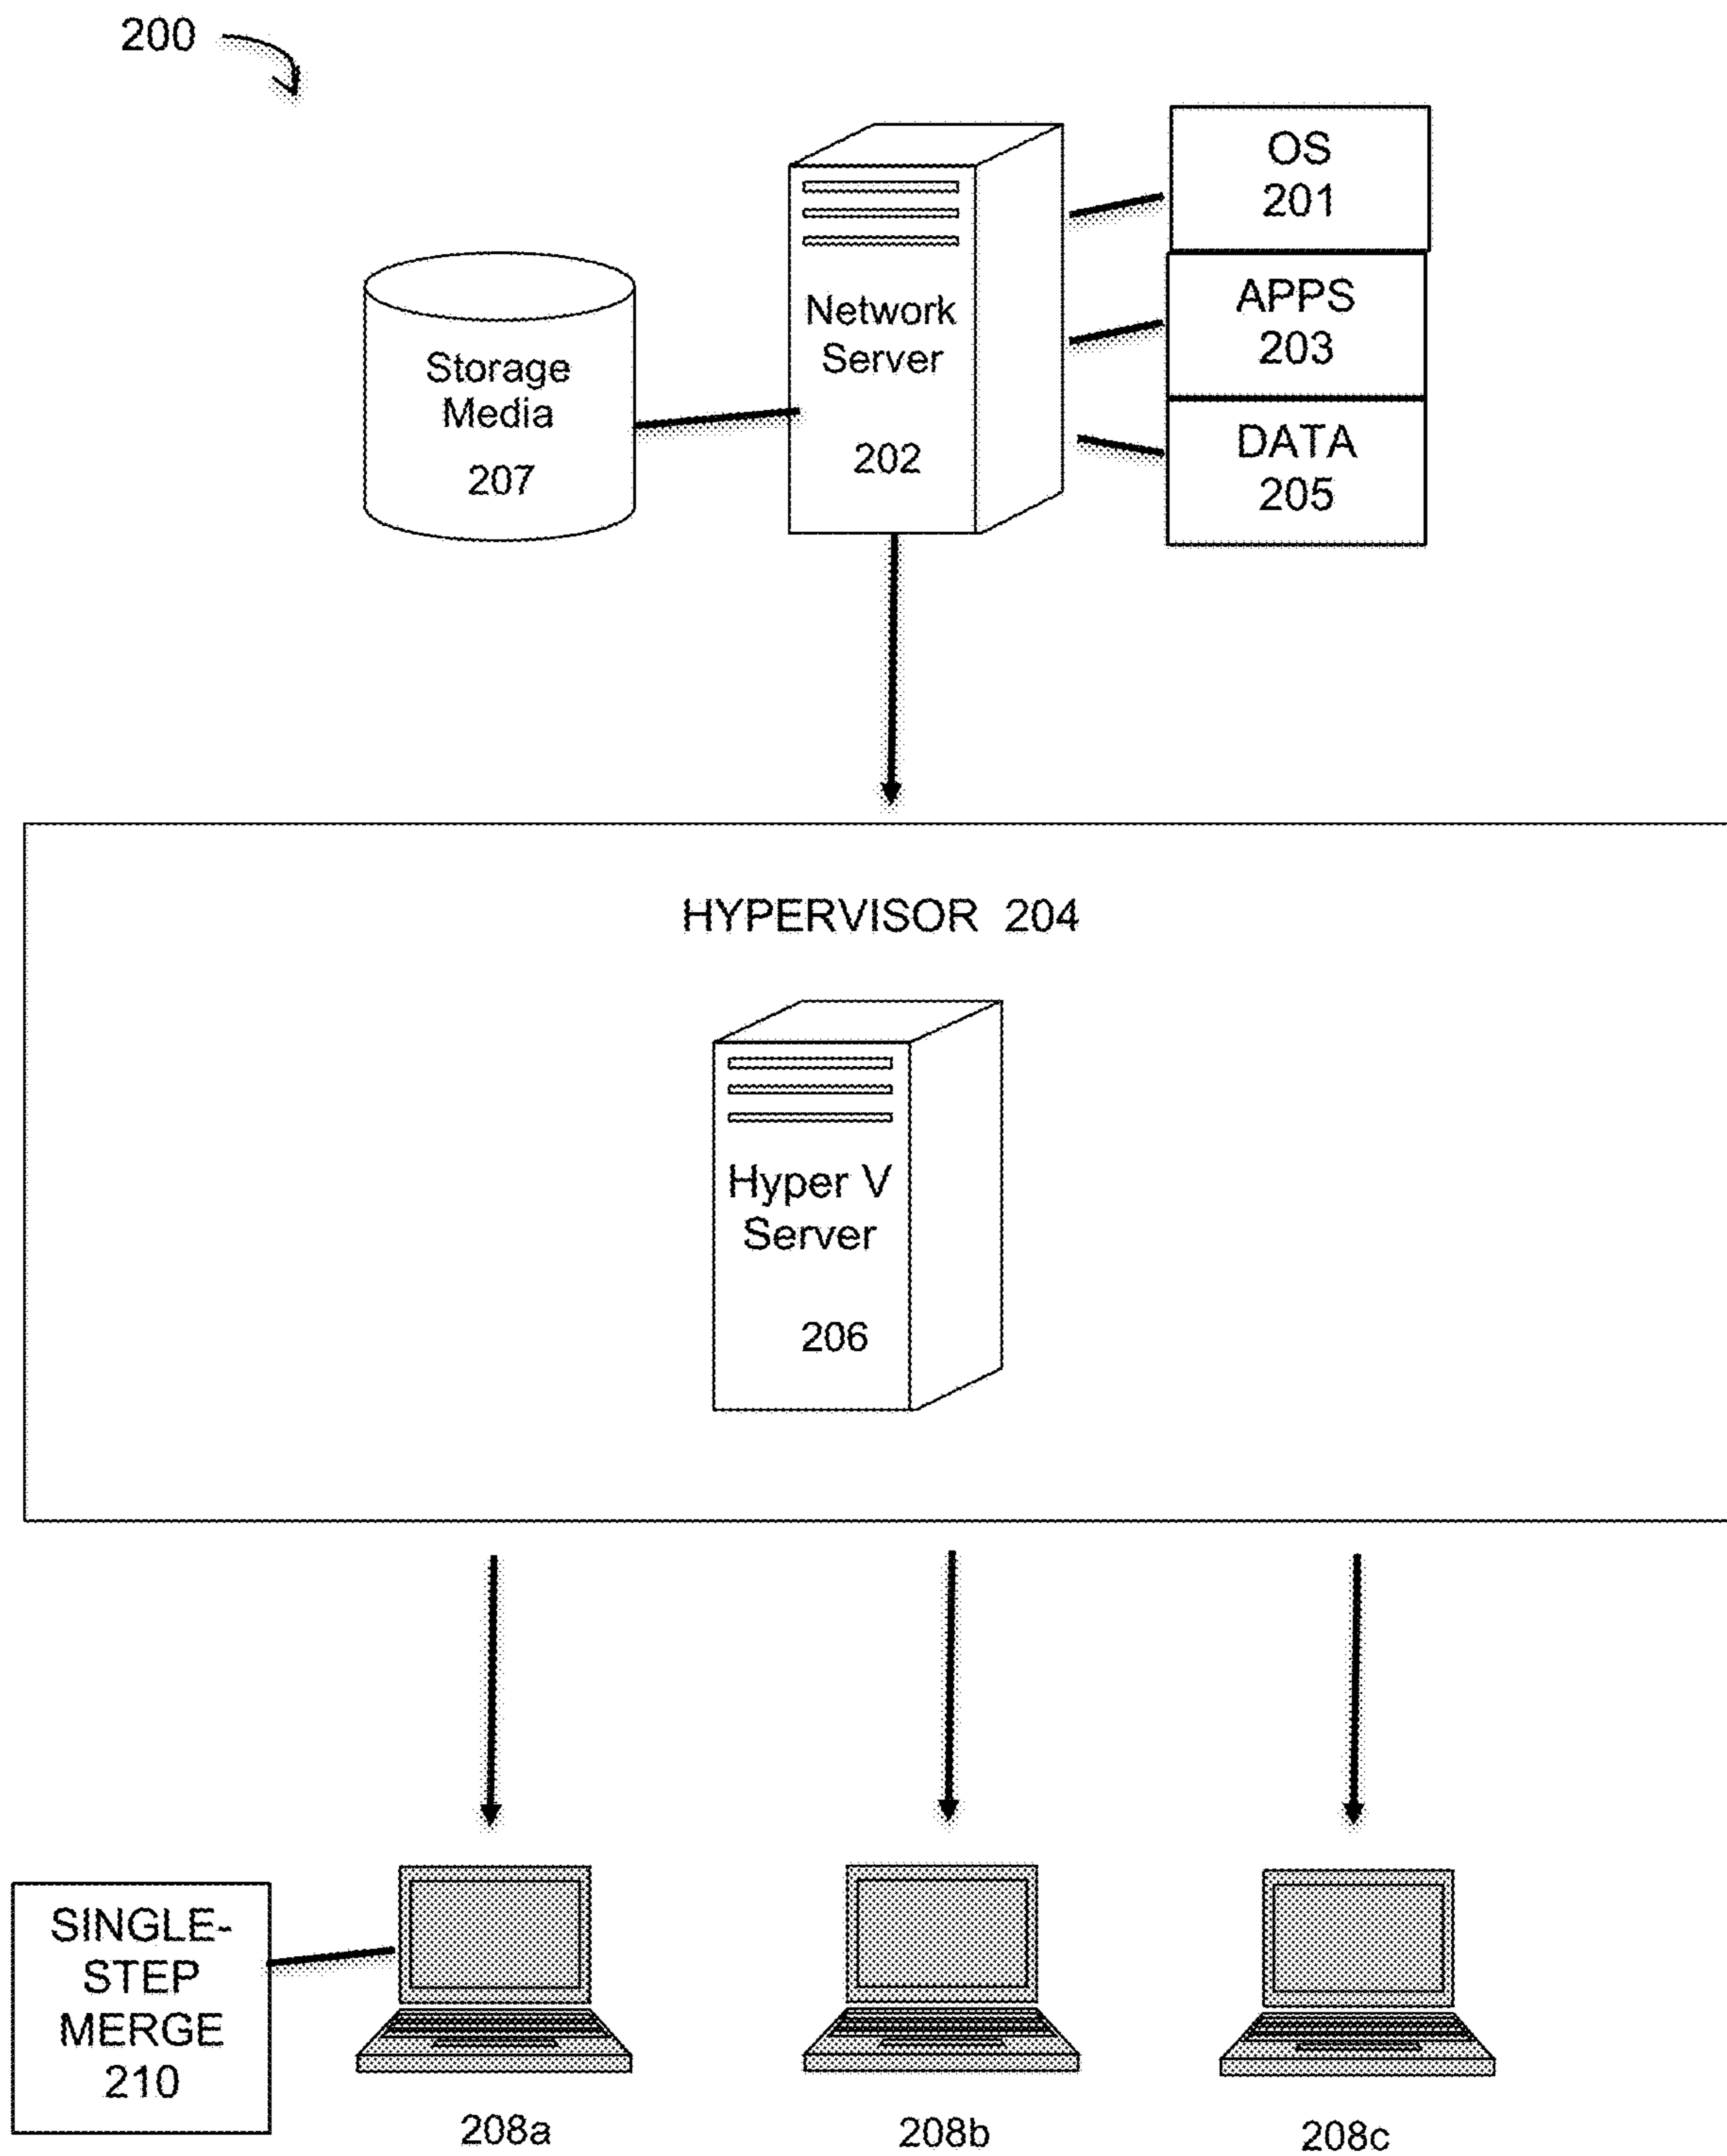 200
OS
201
APPS
203
DATA
205
Network
Server
202
Storage
Media
207
HYPERVISOR 204
Hyper V
Server
206
SINGLE-
STEP
MERGE
210
208a
208b
208c